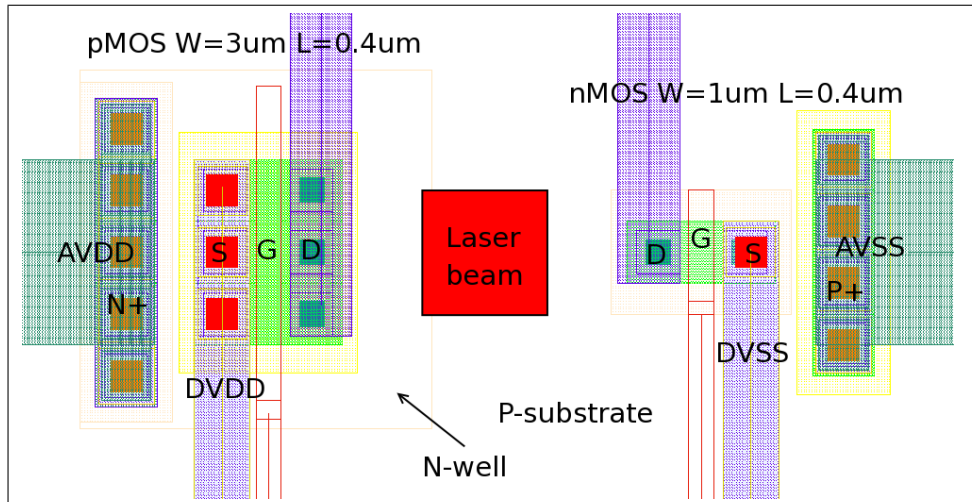 pMOS W=3um L=0.4um
nMOS W=1um L=0.4um
AVDD
S
G
D
Laser
beam
D
G
S
AVSS
N+
P+
DVDD
DVSS
P-substrate
N-well